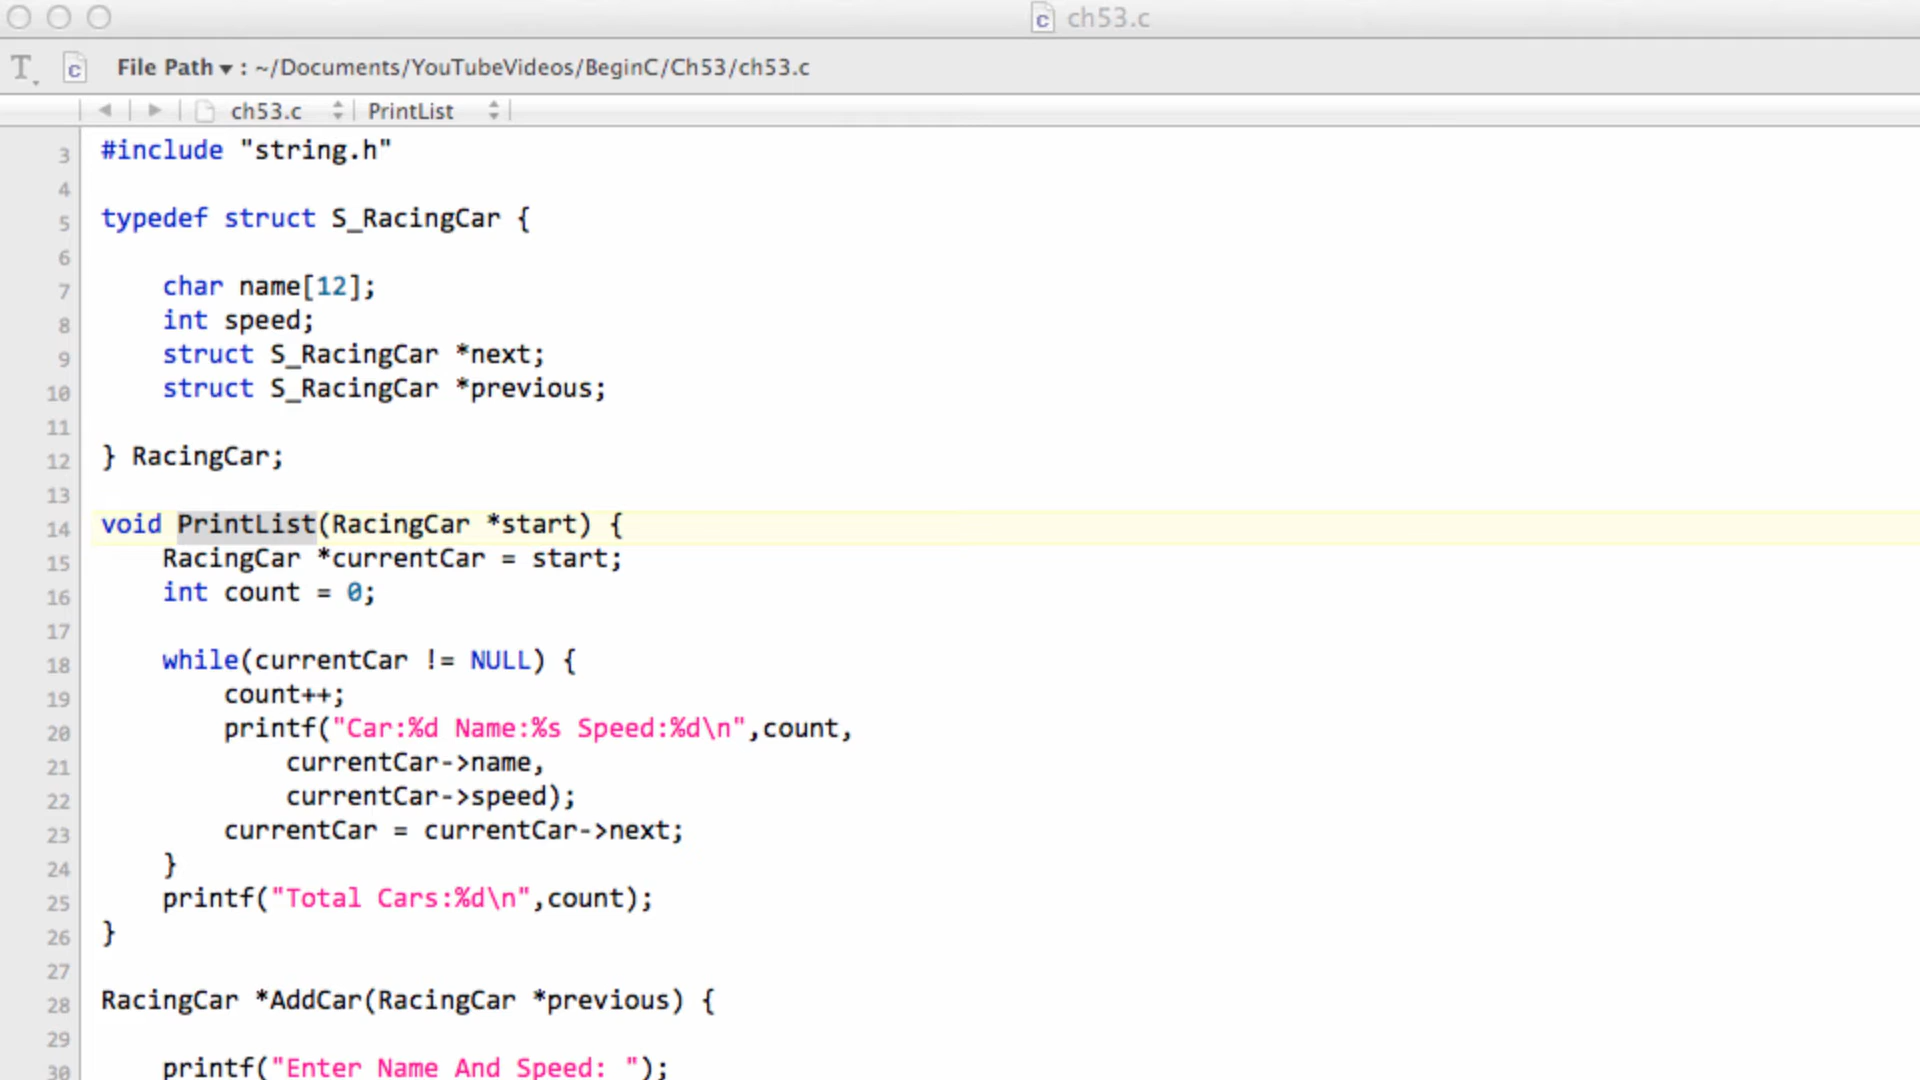 ch53.c
File Path ▾ : ~/Documents/YouTubeVideos/BeginC/Ch53/ch53.c
ch53.c PrintList
3 #include "string.h"
4
5 typedef struct S_RacingCar {
6
7     char name[12];
8     int speed;
9     struct S_RacingCar *next;
10     struct S_RacingCar *previous;
11
12 } RacingCar;
13
14 void PrintList(RacingCar *start) {
15     RacingCar *currentCar = start;
16     int count = 0;
17
18     while(currentCar != NULL) {
19         count++;
20         printf("Car:%d Name:%s Speed:%d\n",count,
21             currentCar->name,
22             currentCar->speed);
23         currentCar = currentCar->next;
24     }
25     printf("Total Cars:%d\n",count);
26 }
27
28 RacingCar *AddCar(RacingCar *previous) {
29
30     printf("Enter Name And Speed: ");